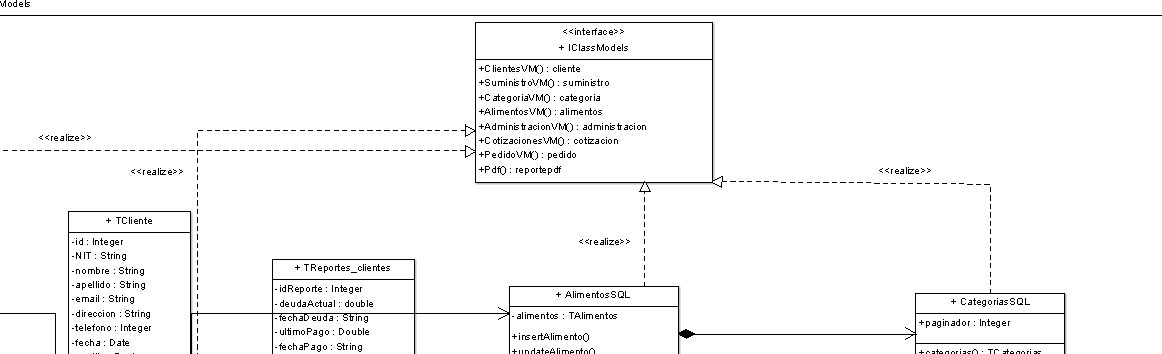 Models
<<interface>>
+ IClassModels
+ClientesVM() : cliente
+SuministroVM() : suministro
+CategoriaVM() : categoria
+AlimentosVM() : alimentos
+AdministracionVM() : administracion
+CotizacionesVM() : cotizacion
+PedidoVM() : pedido
+Pdf() : reportepdf
<<realize>>
<<realize>>
<<realize>>
<<realize>>
+ TCliente
-id : Integer
-NIT : String
-nombre : String
-apellido : String
-email : String
-direccion : String
-telefono : Integer
-fecha : Date
+ TReportes_clientes
-idReporte : Integer
-deudaActual : double
-fechaDeuda : String
-ultimoPago : Double
-fechaPago : String
+ AlimentosSQL
-alimentos : TAlimentos
+insertAlimento()
+updateAlimento()
+ CategoriasSQL
+paginador : Integer
+categorias() : TCategorias